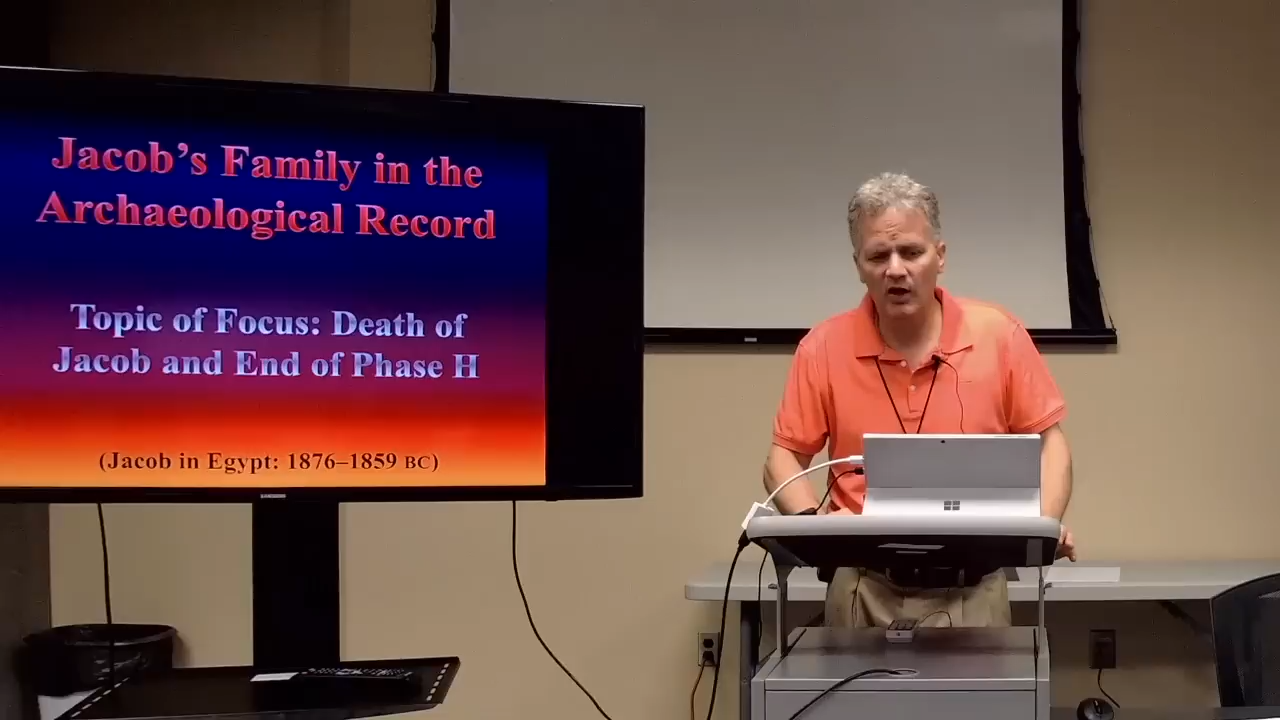 Jacob's Family in the
Archaeological Record
Topic of Focus: Death of
Jacob and End of Phase H
(Jacob in Egypt: 1876–1859 BC)